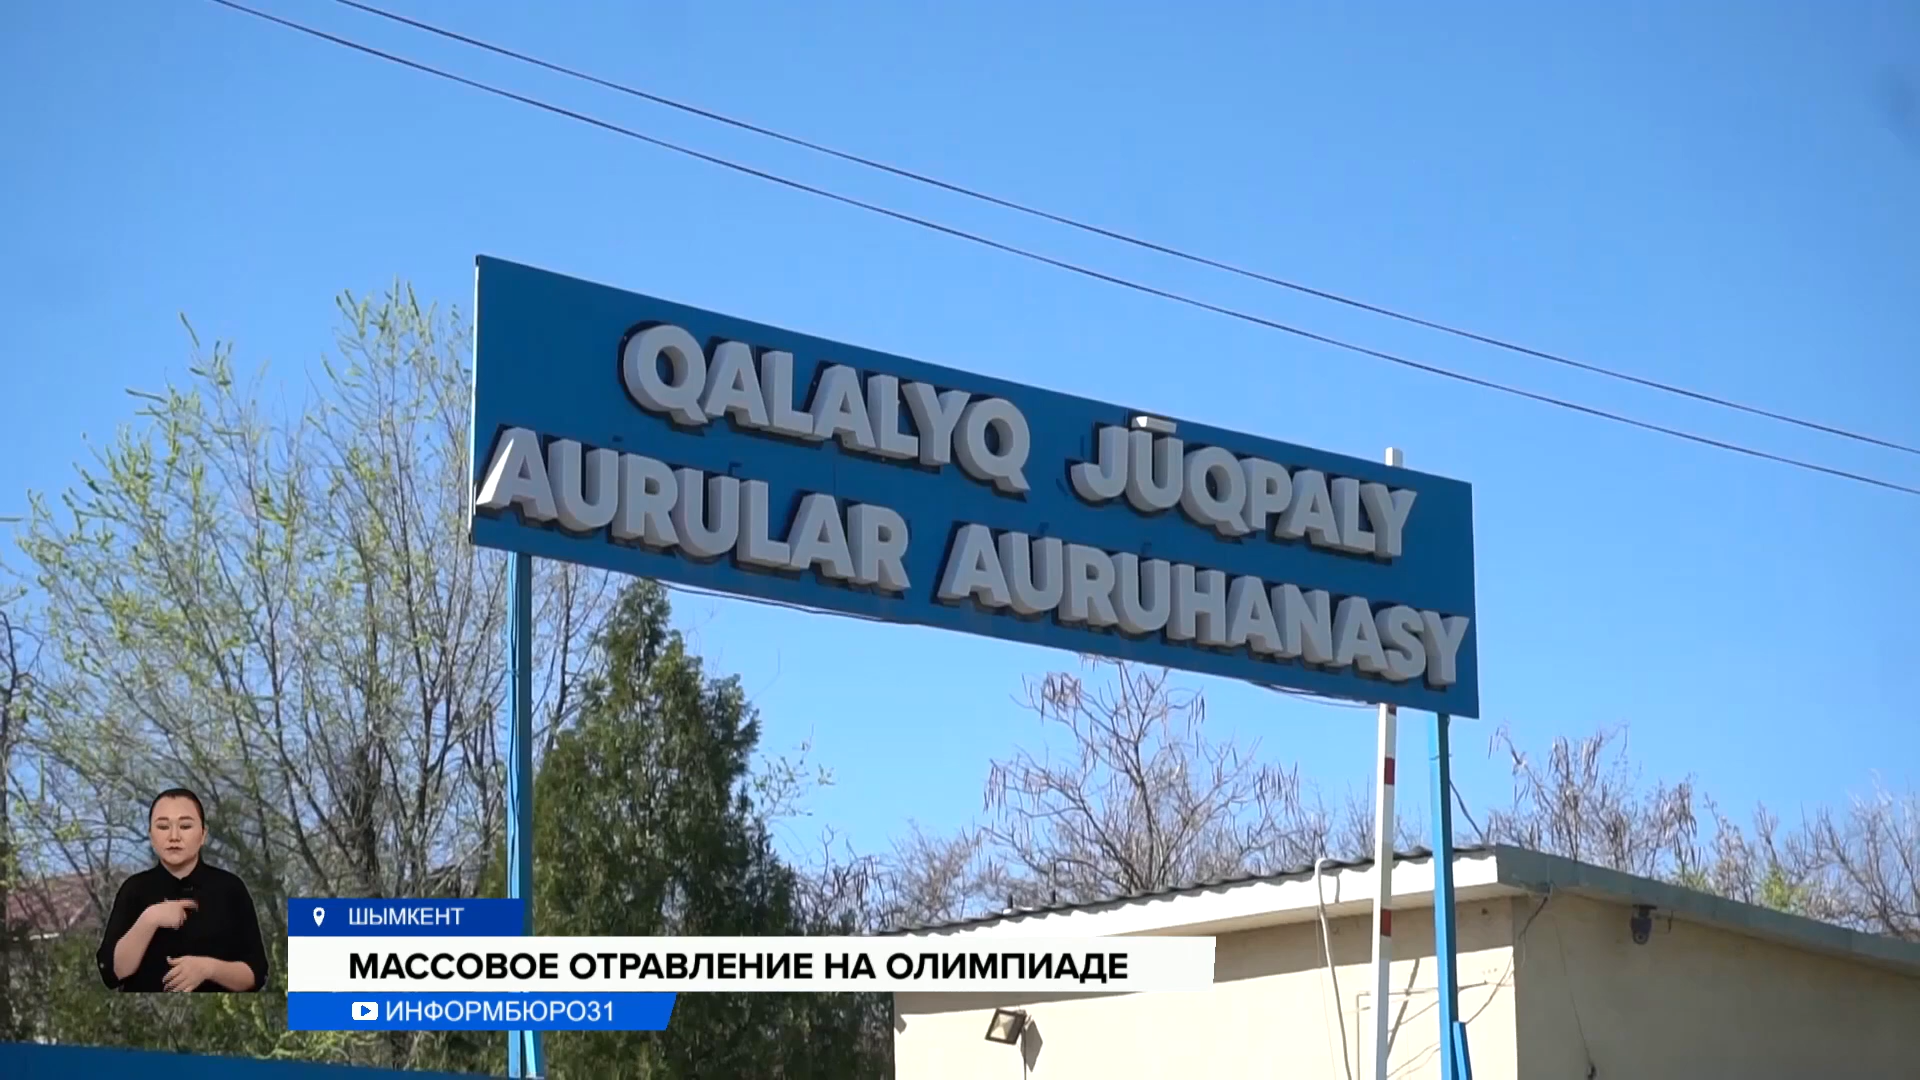 QALALYQ JŪQPALY
AURULAR AURUHANASY
ШЫМКЕНТ
МАССОВОЕ ОТРАВЛЕНИЕ НА ОЛИМПИАДЕ
ИНФОРМБЮРО31